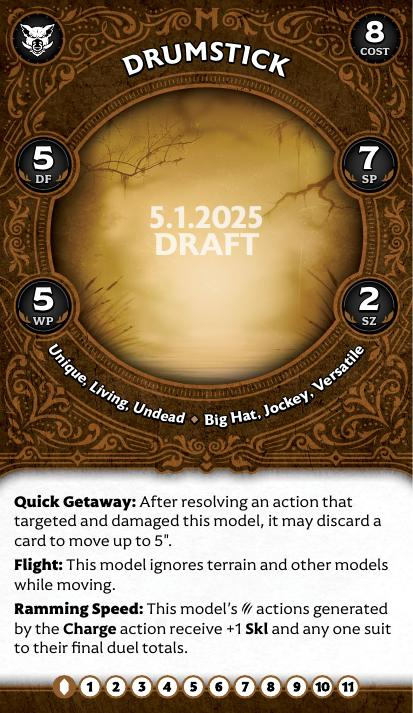 8
COST
DRUMSTICK
5
DF
7
SP
5.1.2025
DRAFT
5
WP
2
SZ
Unique, Living, Undead ◆ Big Hat, Jockey, Versatile
Quick Getaway: After resolving an action that
targeted and damaged this model, it may discard a
card to move up to 5".
Flight: This model ignores terrain and other models
while moving.
Ramming Speed: This model's actions generated
by the Charge action receive +1 Skl and any one suit
to their final duel totals.
1 2 3 4 5 6 7 8 9 10 11